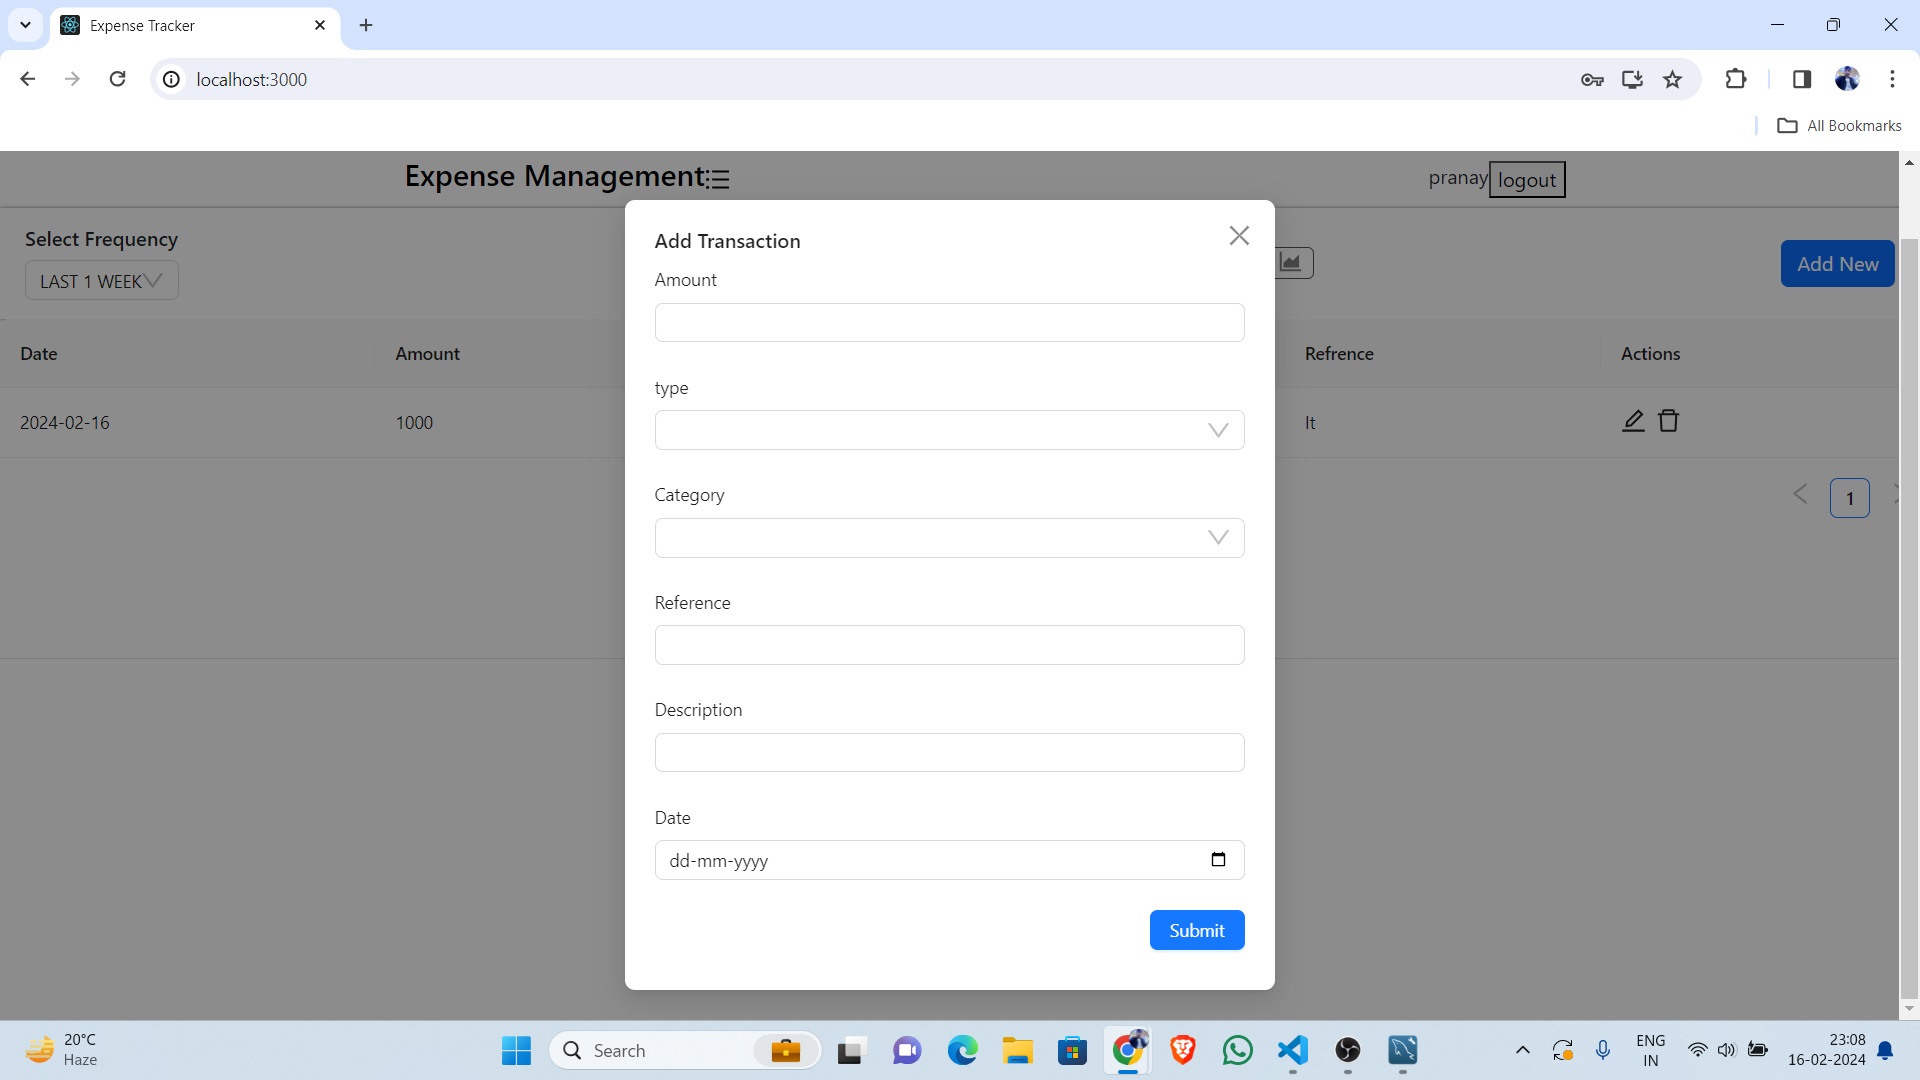 Expense Tracker
localhost:3000
All Bookmarks
Expense Management
pranay
logout
Select Frequency
LAST 1 WEEK
Add New
Date
Amount
Refrence
Actions
2024-02-16
1000
It
1
Add Transaction
Amount
type
Category
Reference
Description
Date
dd-mm-yyyy
Submit
20°C
Haze
Search
ENG
IN
23:08
16-02-2024